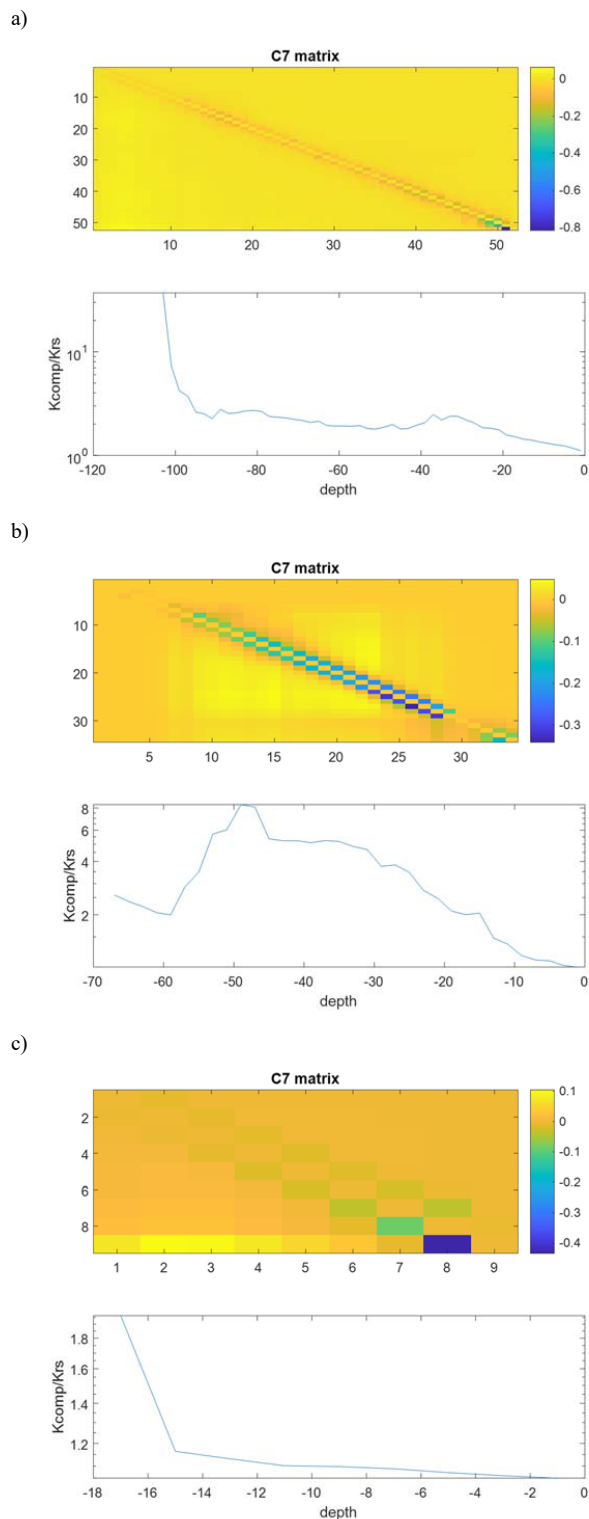 a)
C7 matrix
10
20
30
40
50
10 20 30 40 50
0
-0.2
-0.4
-0.6
-0.8
Kcomp/Krs
10^1
10^0
-120 -100 -80 -60 -40 -20 0
depth
b)
C7 matrix
10
20
30
5 10 15 20 25 30
0
-0.1
-0.2
-0.3
Kcomp/Krs
8
6
4
2
-70 -60 -50 -40 -30 -20 -10 0
depth
c)
C7 matrix
2
4
6
8
1 2 3 4 5 6 7 8 9
0.1
0
-0.1
-0.2
-0.3
-0.4
Kcomp/Krs
1.8
1.6
1.4
1.2
-18 -16 -14 -12 -10 -8 -6 -4 -2 0
depth